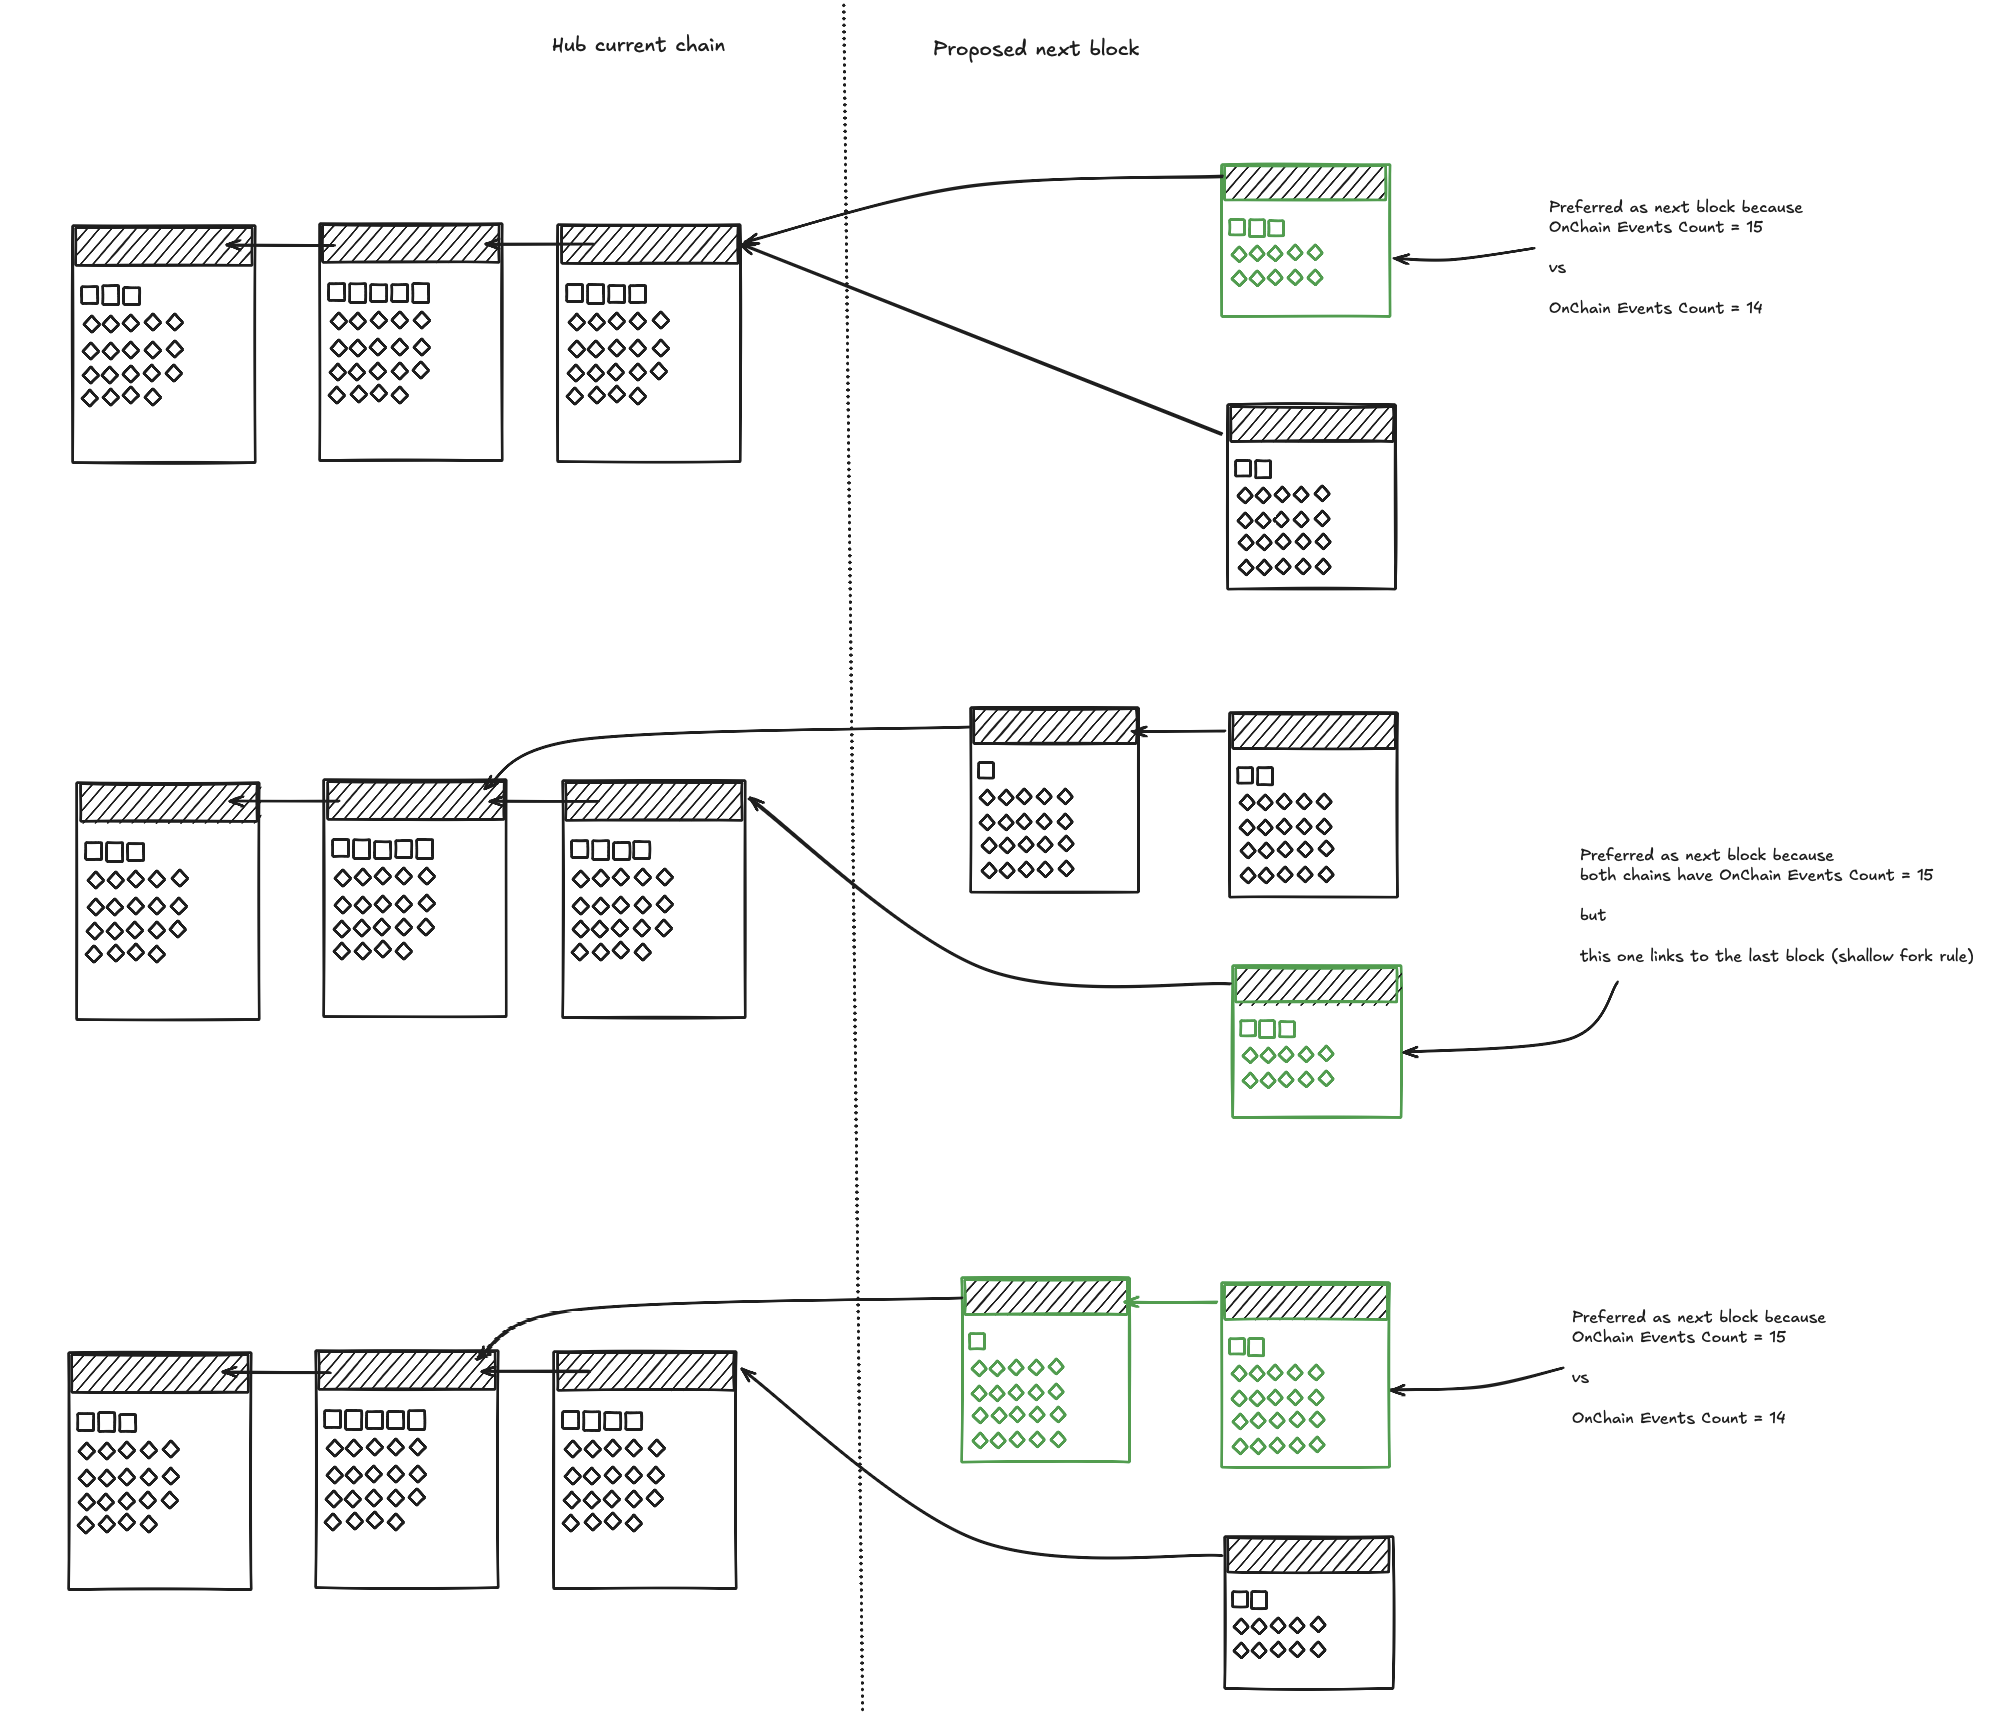 Hub current chain
Proposed next block
Preferred as next block because
OnChain Events Count = 15
vs
OnChain Events Count = 14
Preferred as next block because
both chains have OnChain Events Count = 15
but
this one links to the last block (shallow fork rule)
Preferred as next block because
OnChain Events Count = 15
vs
OnChain Events Count = 14